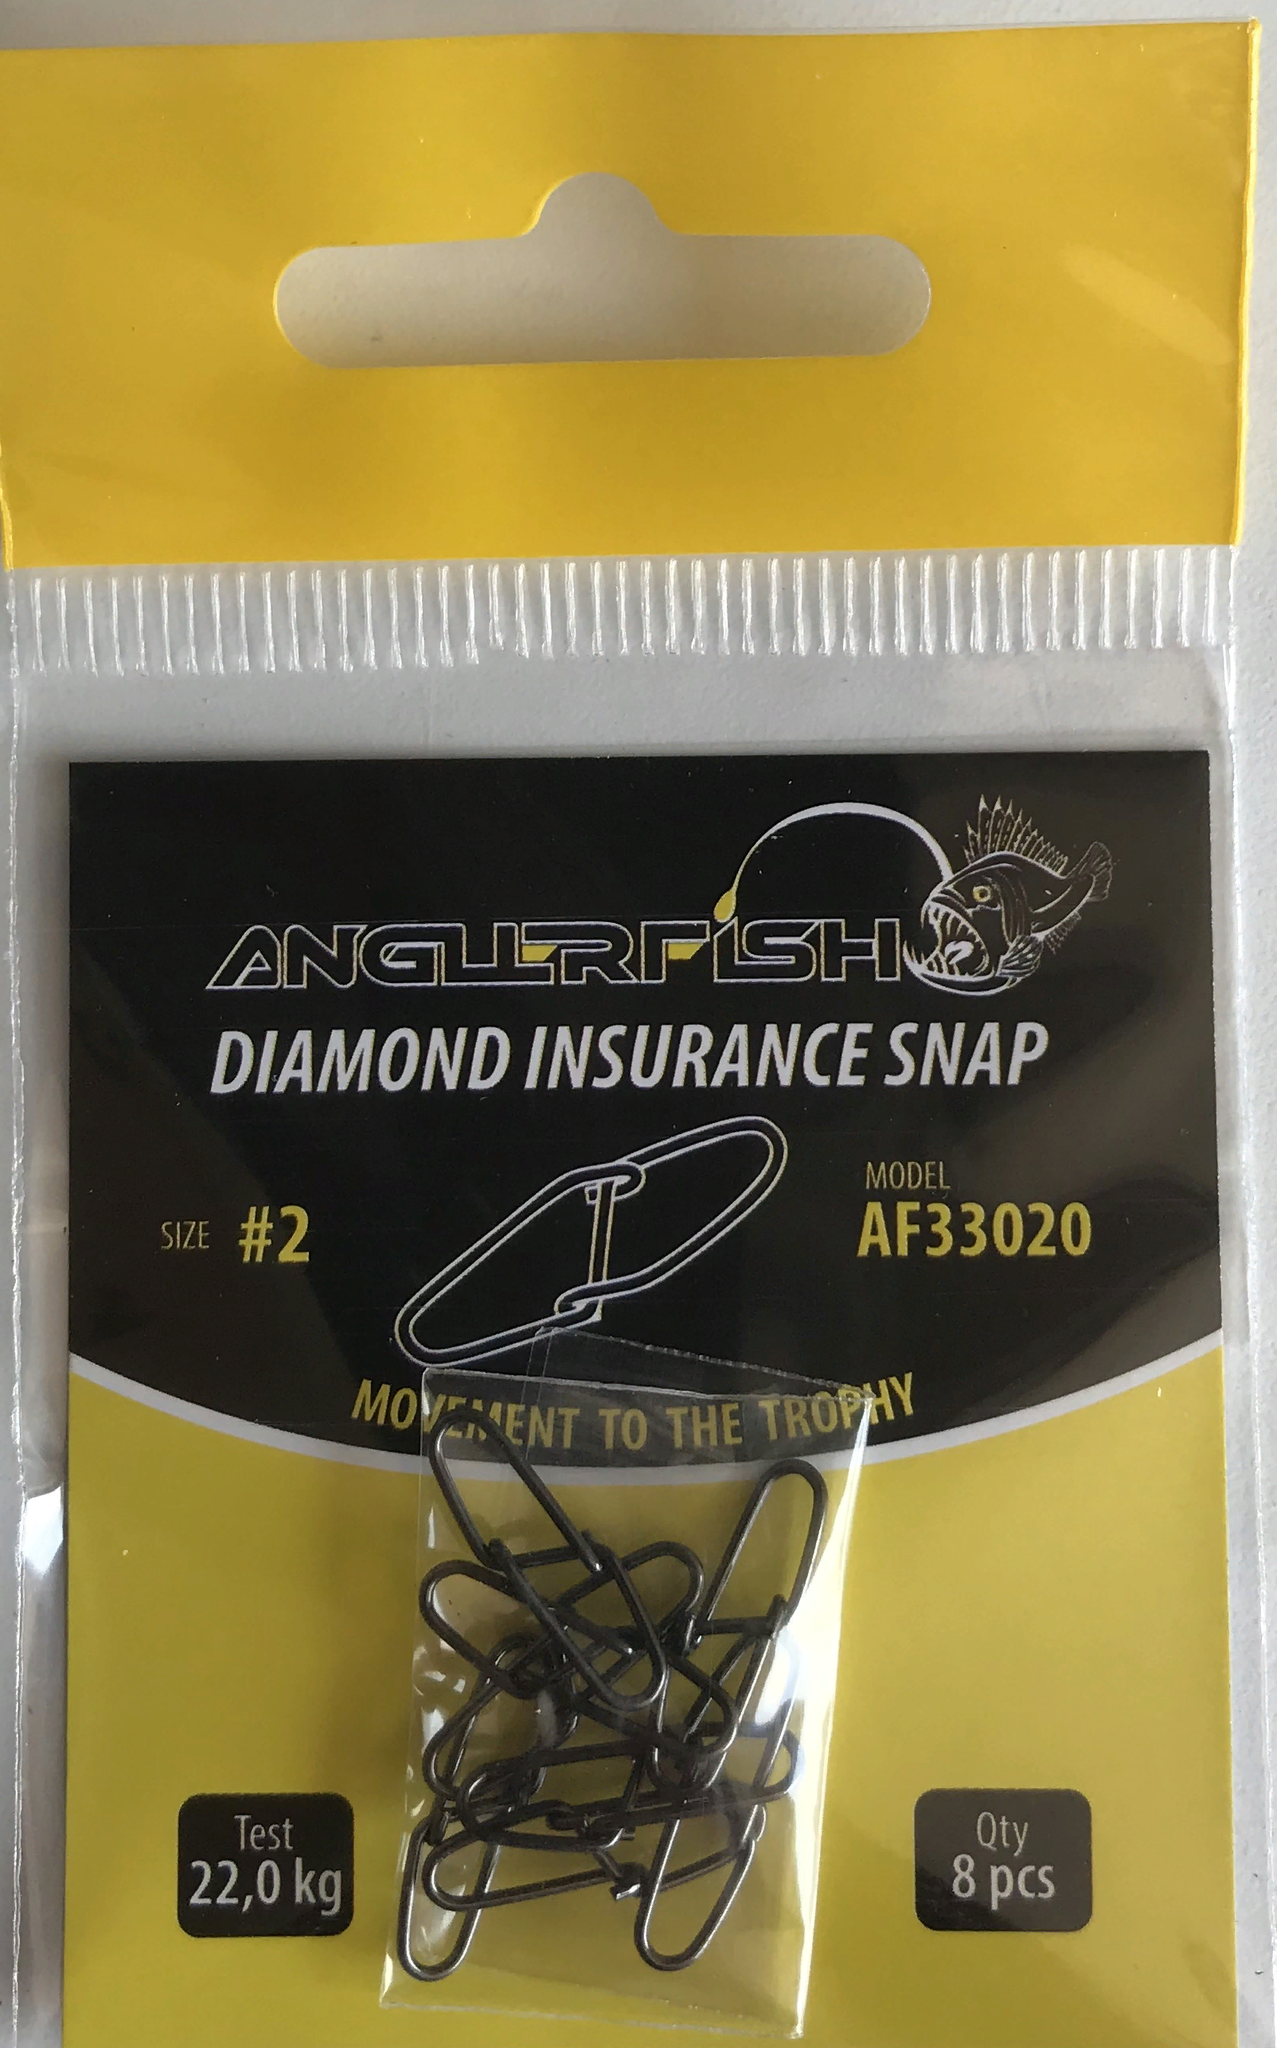 ANGLERFISH
DIAMOND INSURANCE SNAP
SIZE #2
MODEL
AF33020
MOVEMENT TO THE TROPHY
Test
22,0 kg
Qty
8 pcs